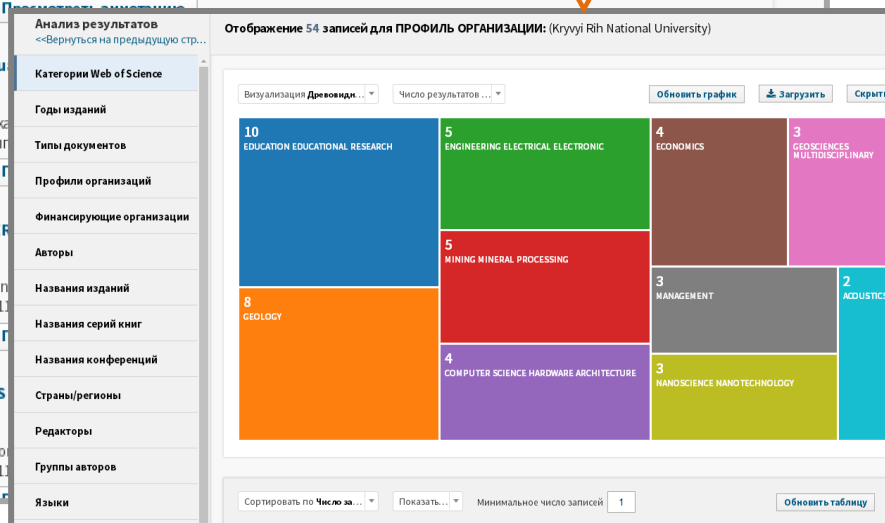 Просмотреть аннотацию
Анализ результатов
<<Вернуться на предыдущую стр...
Категории Web of Science
Годы изданий
Типы документов
Профили организаций
Финансирующие организации
Авторы
Названия изданий
Названия серий книг
Названия конференций
Страны/регионы
Редакторы
Группы авторов
Языки
Отображение 54 записей для ПРОФИЛЬ ОРГАНИЗАЦИИ: (Kryvyi Rih National University)
Визуализация Древовидн...
Число результатов ...
Обновить график
Загрузить
Скрыть
10
EDUCATION EDUCATIONAL RESEARCH
5
ENGINEERING ELECTRICAL ELECTRONIC
4
ECONOMICS
3
GEOSCIENCES
MULTIDISCIPLINARY
5
MINING MINERAL PROCESSING
3
MANAGEMENT
2
ACOUSTICS
8
GEOLOGY
4
COMPUTER SCIENCE HARDWARE ARCHITECTURE
3
NANOSCIENCE NANOTECHNOLOGY
Сортировать по Число за...
Показать...
Минимальное число записей 1
Обновить таблицу